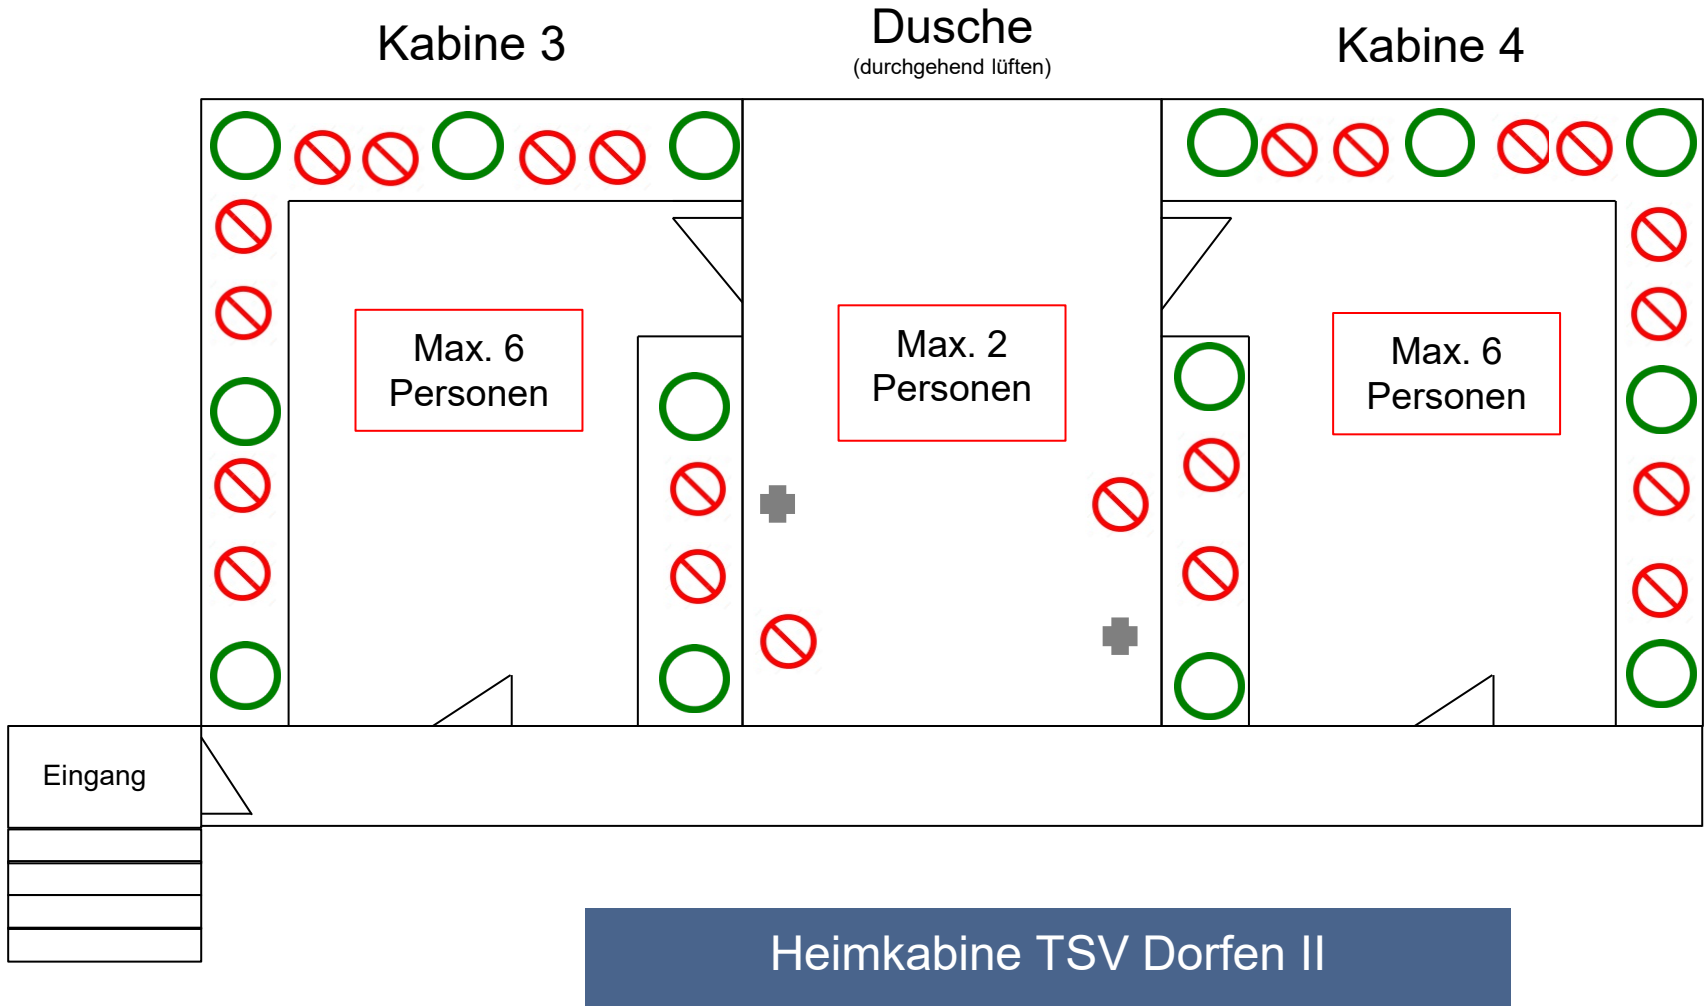 Kabine 3
Dusche
(durchgehend lüften)
Kabine 4
Max. 6
Personen
Max. 2
Personen
Max. 6
Personen
Eingang
Heimkabine TSV Dorfen II